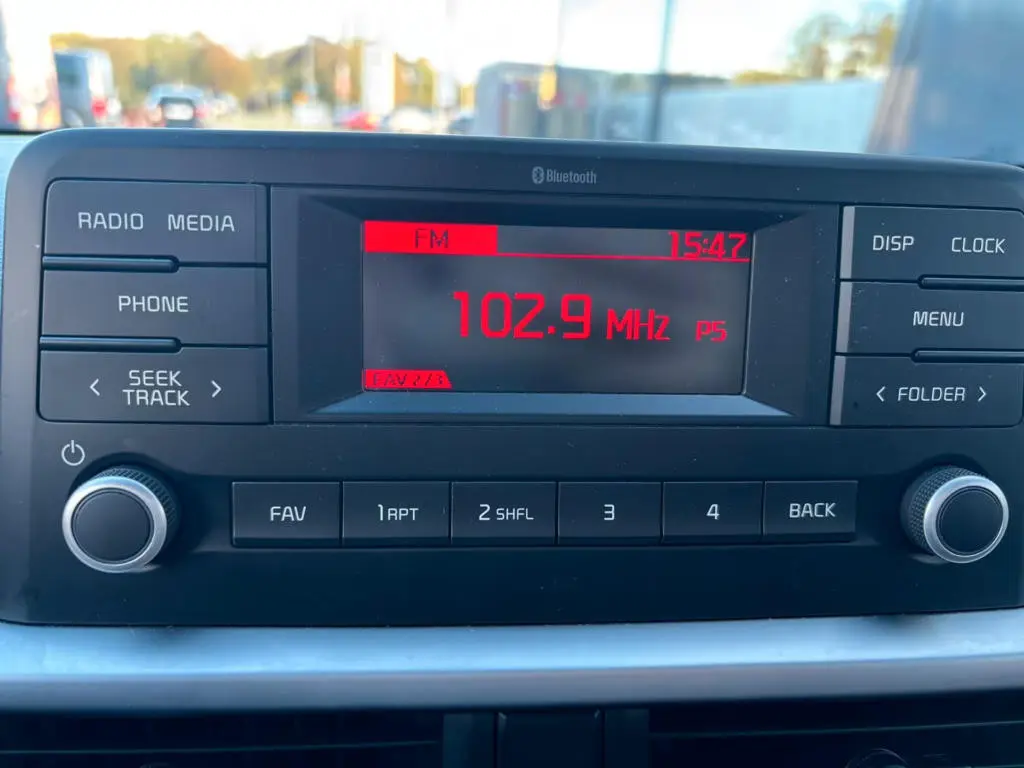 Bluetooth
RADIO MEDIA
PHONE
< SEEK TRACK >
FM 15:47
102.9 MHz P5
FAV 2/3
DISP CLOCK
MENU
< FOLDER >
FAV 1 RPT 2 SHFL 3 4 BACK